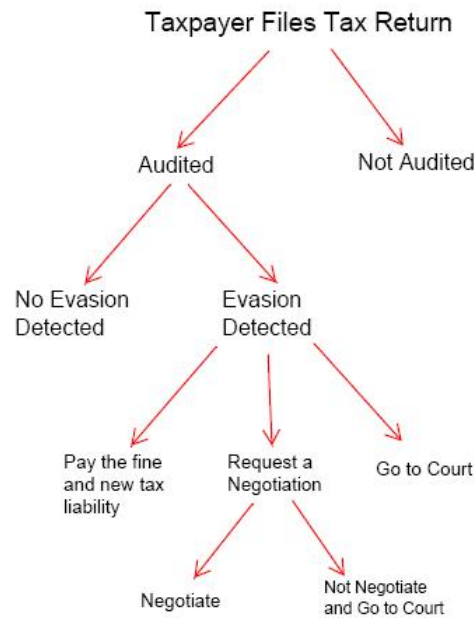 Taxpayer Files Tax Return
Audited
Not Audited
No Evasion
Detected
Evasion
Detected
Pay the fine
and new tax
liability
Request a
Negotiation
Go to Court
Negotiate
Not Negotiate
and Go to Court